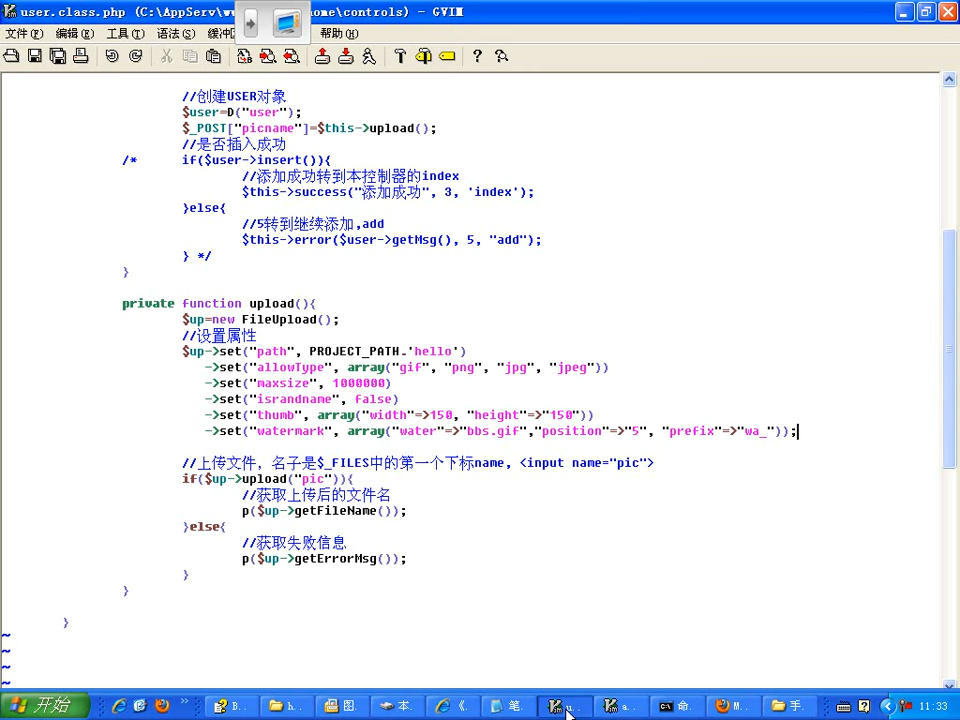 user.class.php (C:\AppServ\w home\controls) - GVIM
文件(F) 编辑(E) 工具(T) 语法(S) 缓冲 帮助(H)
//创建USER对象
$user=D("user");
$_POST["picname"]=$this->upload();
//是否插入成功
/* if($user->insert()){
//添加成功转到本控制器的index
$this->success("添加成功", 3, 'index');
}else{
//5转到继续添加,add
$this->error($user->getMsg(), 5, "add");
} */
}
private function upload(){
$up=new FileUpload();
//设置属性
$up->set("path", PROJECT_PATH.'hello')
->set("allowType", array("gif", "png", "jpg", "jpeg"))
->set("maxsize", 1000000)
->set("israndname", false)
->set("thumb", array("width"=>150, "height"=>"150"))
->set("watermark", array("water"=>"bbs.gif","position"=>"5", "prefix"=>"wa_"));
//上传文件, 名子是$_FILES中的第一个下标name, <input name="pic">
if($up->upload("pic")){
//获取上传后的文件名
p($up->getFileName());
}else{
//获取失败信息
p($up->getErrorMsg());
}
}
}
~
~
~
~
开始 B.. h.. 图. 本. 《. 笔. u.. a.. 命. M.. 手. 11:33